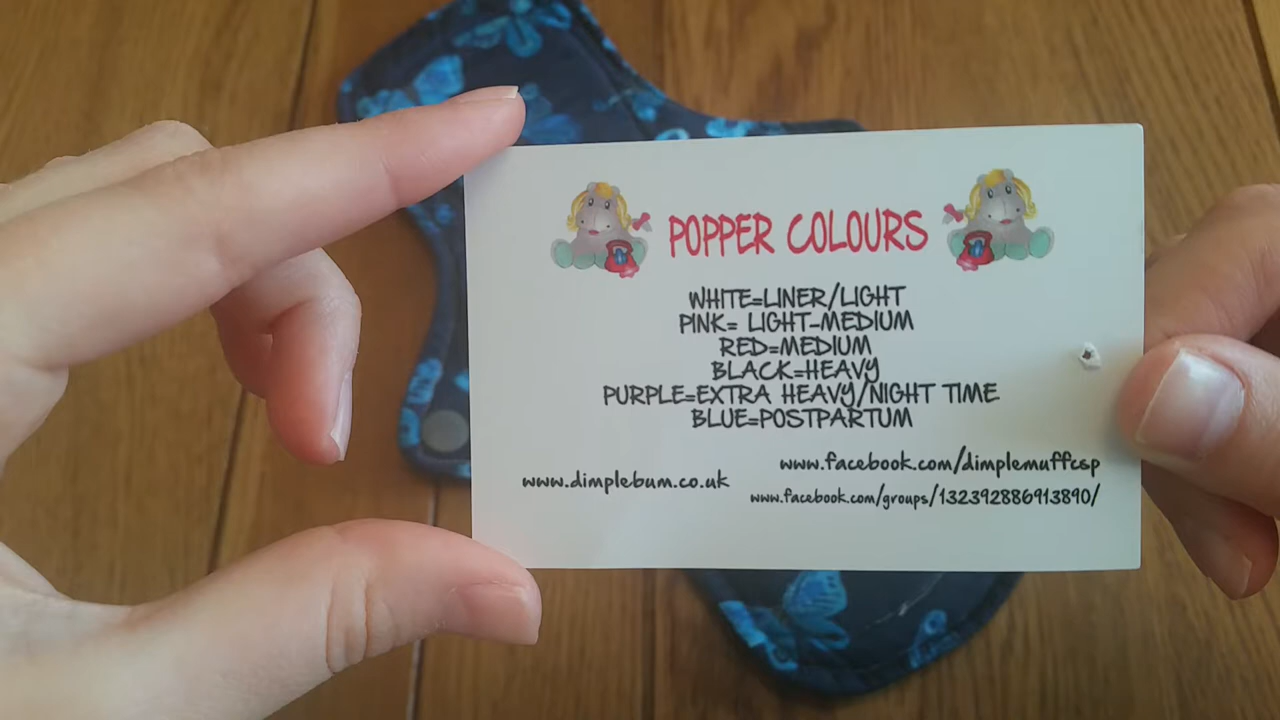 POPPER COLOURS
WHITE=LINER/LIGHT
PINK= LIGHT-MEDIUM
RED=MEDIUM
BLACK=HEAVY
PURPLE=EXTRA HEAVY/NIGHT TIME
BLUE=POSTPARTUM
www.facebook.com/dimplemuffcsp
www.dimplebum.co.uk
www.facebook.com/groups/132392886913890/